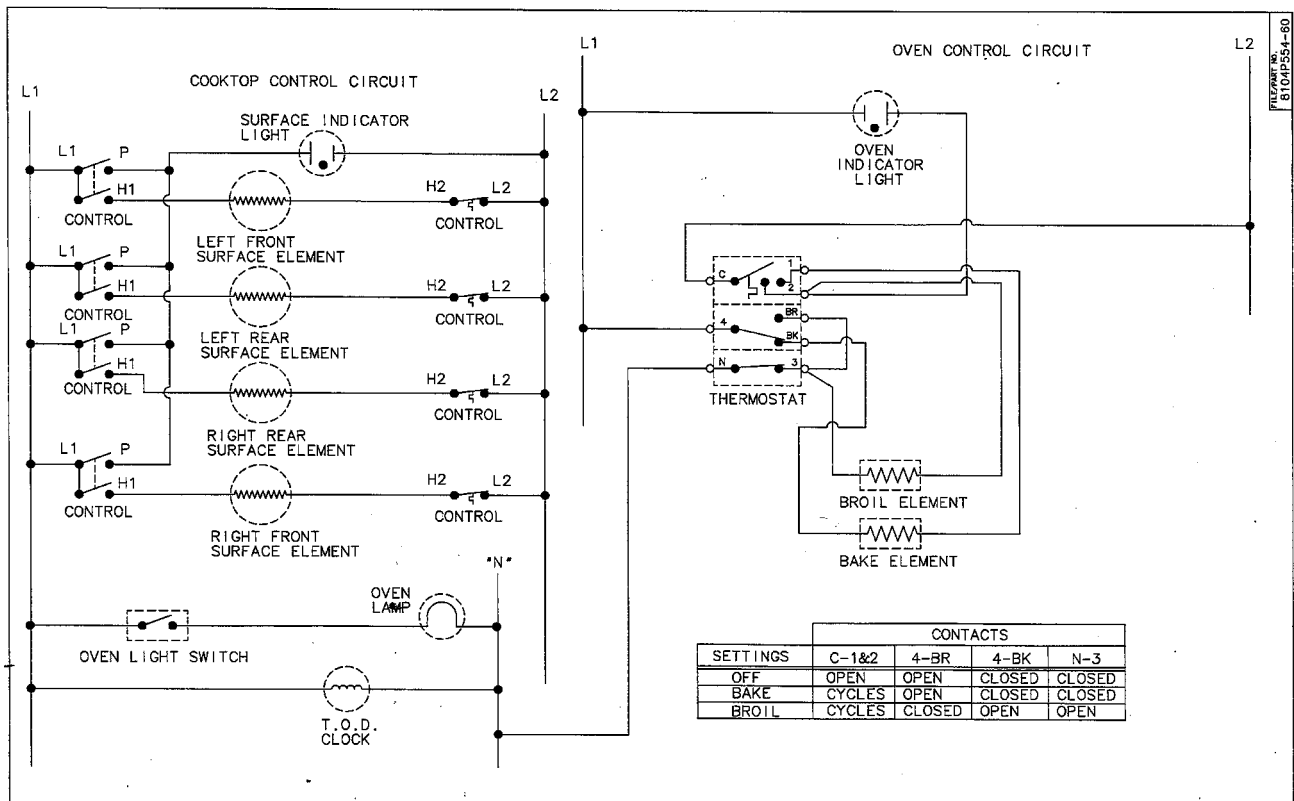 FILE/PART NO.
8104P554-60
COOKTOP CONTROL CIRCUIT
L1
L2
SURFACE INDICATOR
LIGHT
L1 P
H1
CONTROL
H2 L2
CONTROL
LEFT FRONT
SURFACE ELEMENT
L1 P
H1
CONTROL
H2 L2
CONTROL
LEFT REAR
SURFACE ELEMENT
L1 P
H1
CONTROL
H2 L2
CONTROL
RIGHT REAR
SURFACE ELEMENT
L1 P
H1
CONTROL
H2 L2
CONTROL
RIGHT FRONT
SURFACE ELEMENT
"N"
OVEN
LAMP
OVEN LIGHT SWITCH
T.O.D.
CLOCK
L1
OVEN CONTROL CIRCUIT
L2
OVEN
INDICATOR
LIGHT
C 1
2
BR
4
BK
N 3
THERMOSTAT
BROIL ELEMENT
BAKE ELEMENT
CONTACTS
SETTINGS C-1&2 4-BR 4-BK N-3
OFF OPEN OPEN CLOSED CLOSED
BAKE CYCLES OPEN CLOSED CLOSED
BROIL CYCLES CLOSED OPEN OPEN